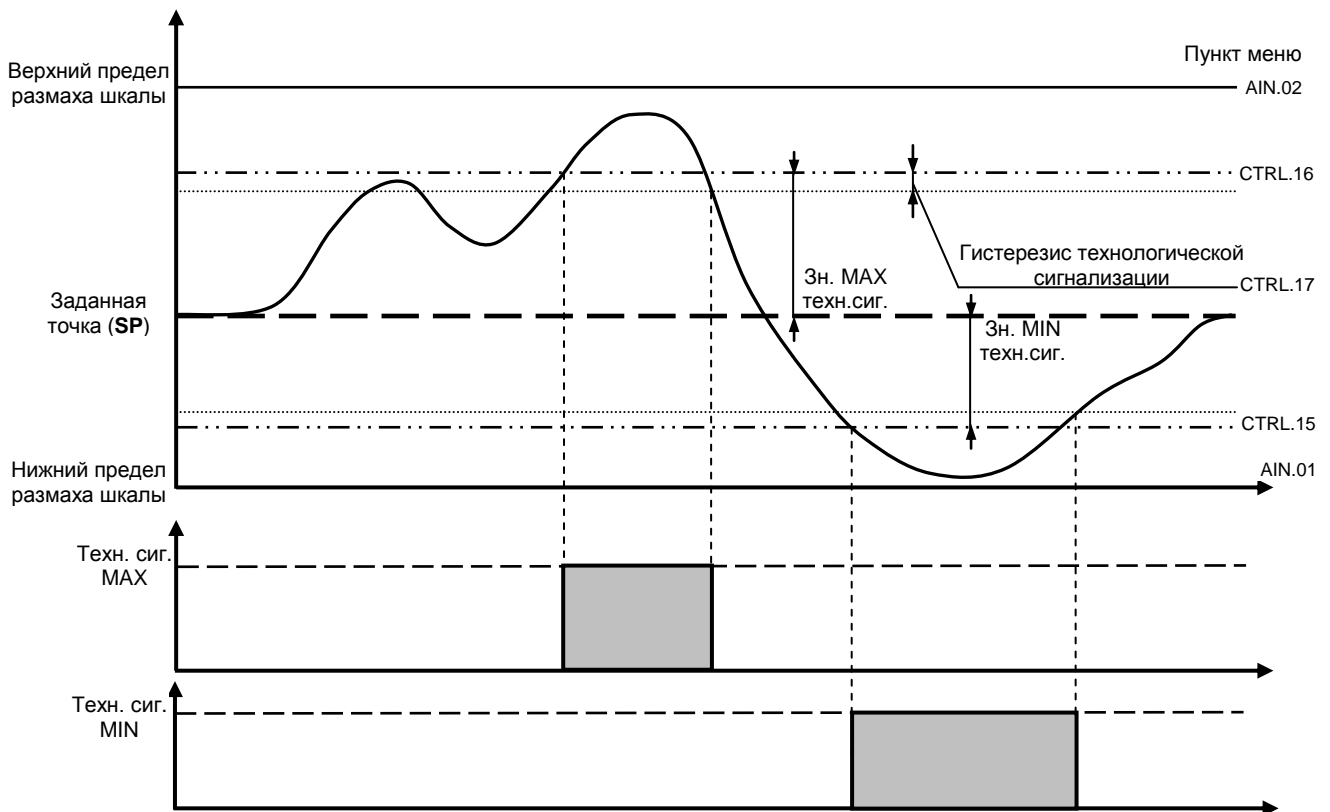 Пункт меню
Верхний предел
размаха шкалы
AIN.02
CTRL.16
Гистерезис технологической
сигнализации
Зн. MAX
техн.сиг.
CTRL.17
Заданная
точка (SP)
Зн. MIN
техн.сиг.
CTRL.15
Нижний предел
размаха шкалы
AIN.01
Техн. сиг.
MAX
Техн. сиг.
MIN